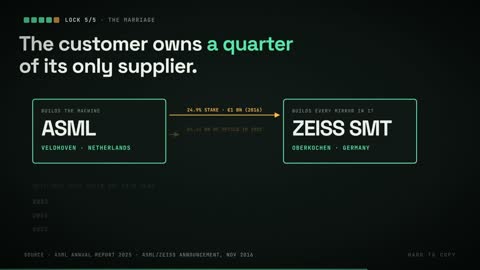 LOCK 5/5 · THE MARRIAGE
The customer owns a quarter
of its only supplier.
BUILDS THE MACHINE
ASML
VELDHOVEN · NETHERLANDS
24.9% STAKE · €1 BN (2016)
BUILDS EVERY MIRROR IN IT
ZEISS SMT
OBERKOCHEN · GERMANY
2023
SOURCE · ASML ANNUAL REPORT 2025 · ASML/ZEISS ANNOUNCEMENT, NOV 2016
HARD TO COPY